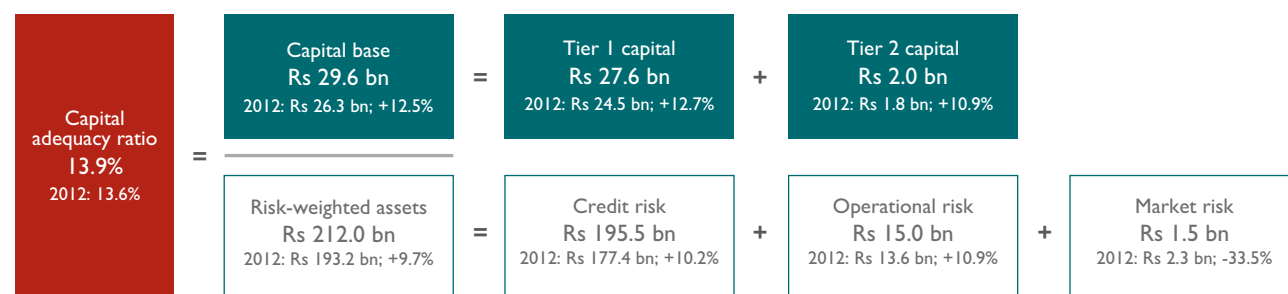 Capital
adequacy ratio
13.9%
2012: 13.6%
=
Capital base
Rs 29.6 bn
2012: Rs 26.3 bn; +12.5%
=
Tier 1 capital
Rs 27.6 bn
2012: Rs 24.5 bn; +12.7%
+
Tier 2 capital
Rs 2.0 bn
2012: Rs 1.8 bn; +10.9%
Risk-weighted assets
Rs 212.0 bn
2012: Rs 193.2 bn; +9.7%
=
Credit risk
Rs 195.5 bn
2012: Rs 177.4 bn; +10.2%
+
Operational risk
Rs 15.0 bn
2012: Rs 13.6 bn; +10.9%
+
Market risk
Rs 1.5 bn
2012: Rs 2.3 bn; -33.5%